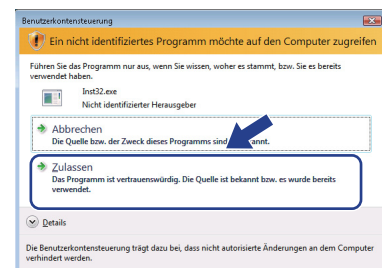 Benutzerkontensteuerung
Ein nicht identifiziertes Programm möchte auf den Computer zugreifen
Führen Sie das Programm nur aus, wenn Sie wissen, woher es stammt, bzw. Sie es bereits
verwendet haben.
Inst32.exe
Nicht identifizierter Herausgeber
Abbrechen
Die Quelle bzw. der Zweck dieses Programms sind
Zulassen
Das Programm ist vertrauenswürdig. Die Quelle ist bekannt bzw. es wurde bereits
verwendet.
Details
Die Benutzerkontensteuerung trägt dazu bei, dass nicht autorisierte Änderungen an dem Computer
verhindert werden.